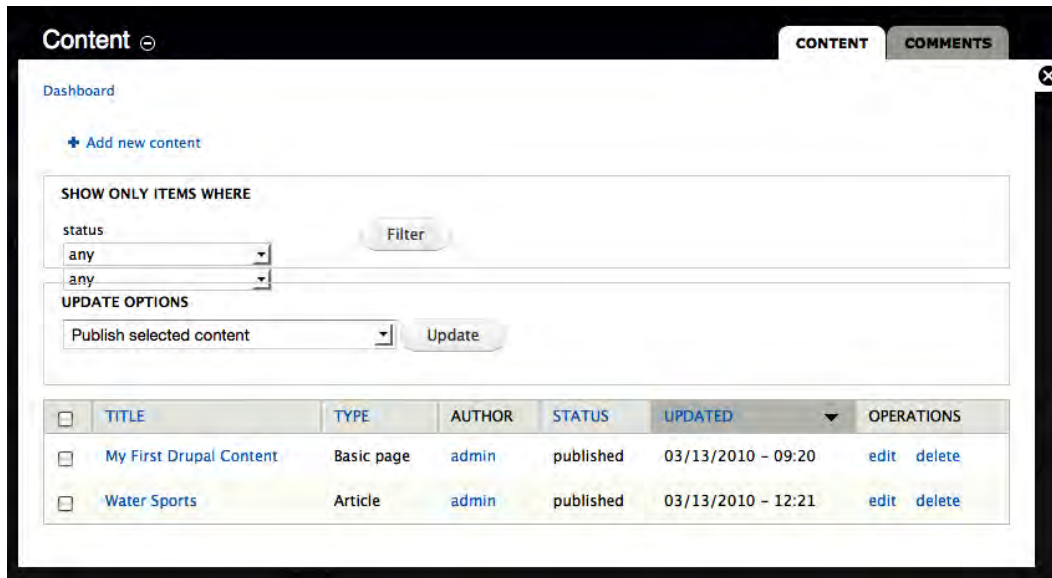 Content
CONTENT COMMENTS
Dashboard
Add new content
SHOW ONLY ITEMS WHERE
status
any
Filter
any
UPDATE OPTIONS
Publish selected content Update
TITLE TYPE AUTHOR STATUS UPDATED OPERATIONS
My First Drupal Content Basic page admin published 03/13/2010 - 09:20 edit delete
Water Sports Article admin published 03/13/2010 - 12:21 edit delete